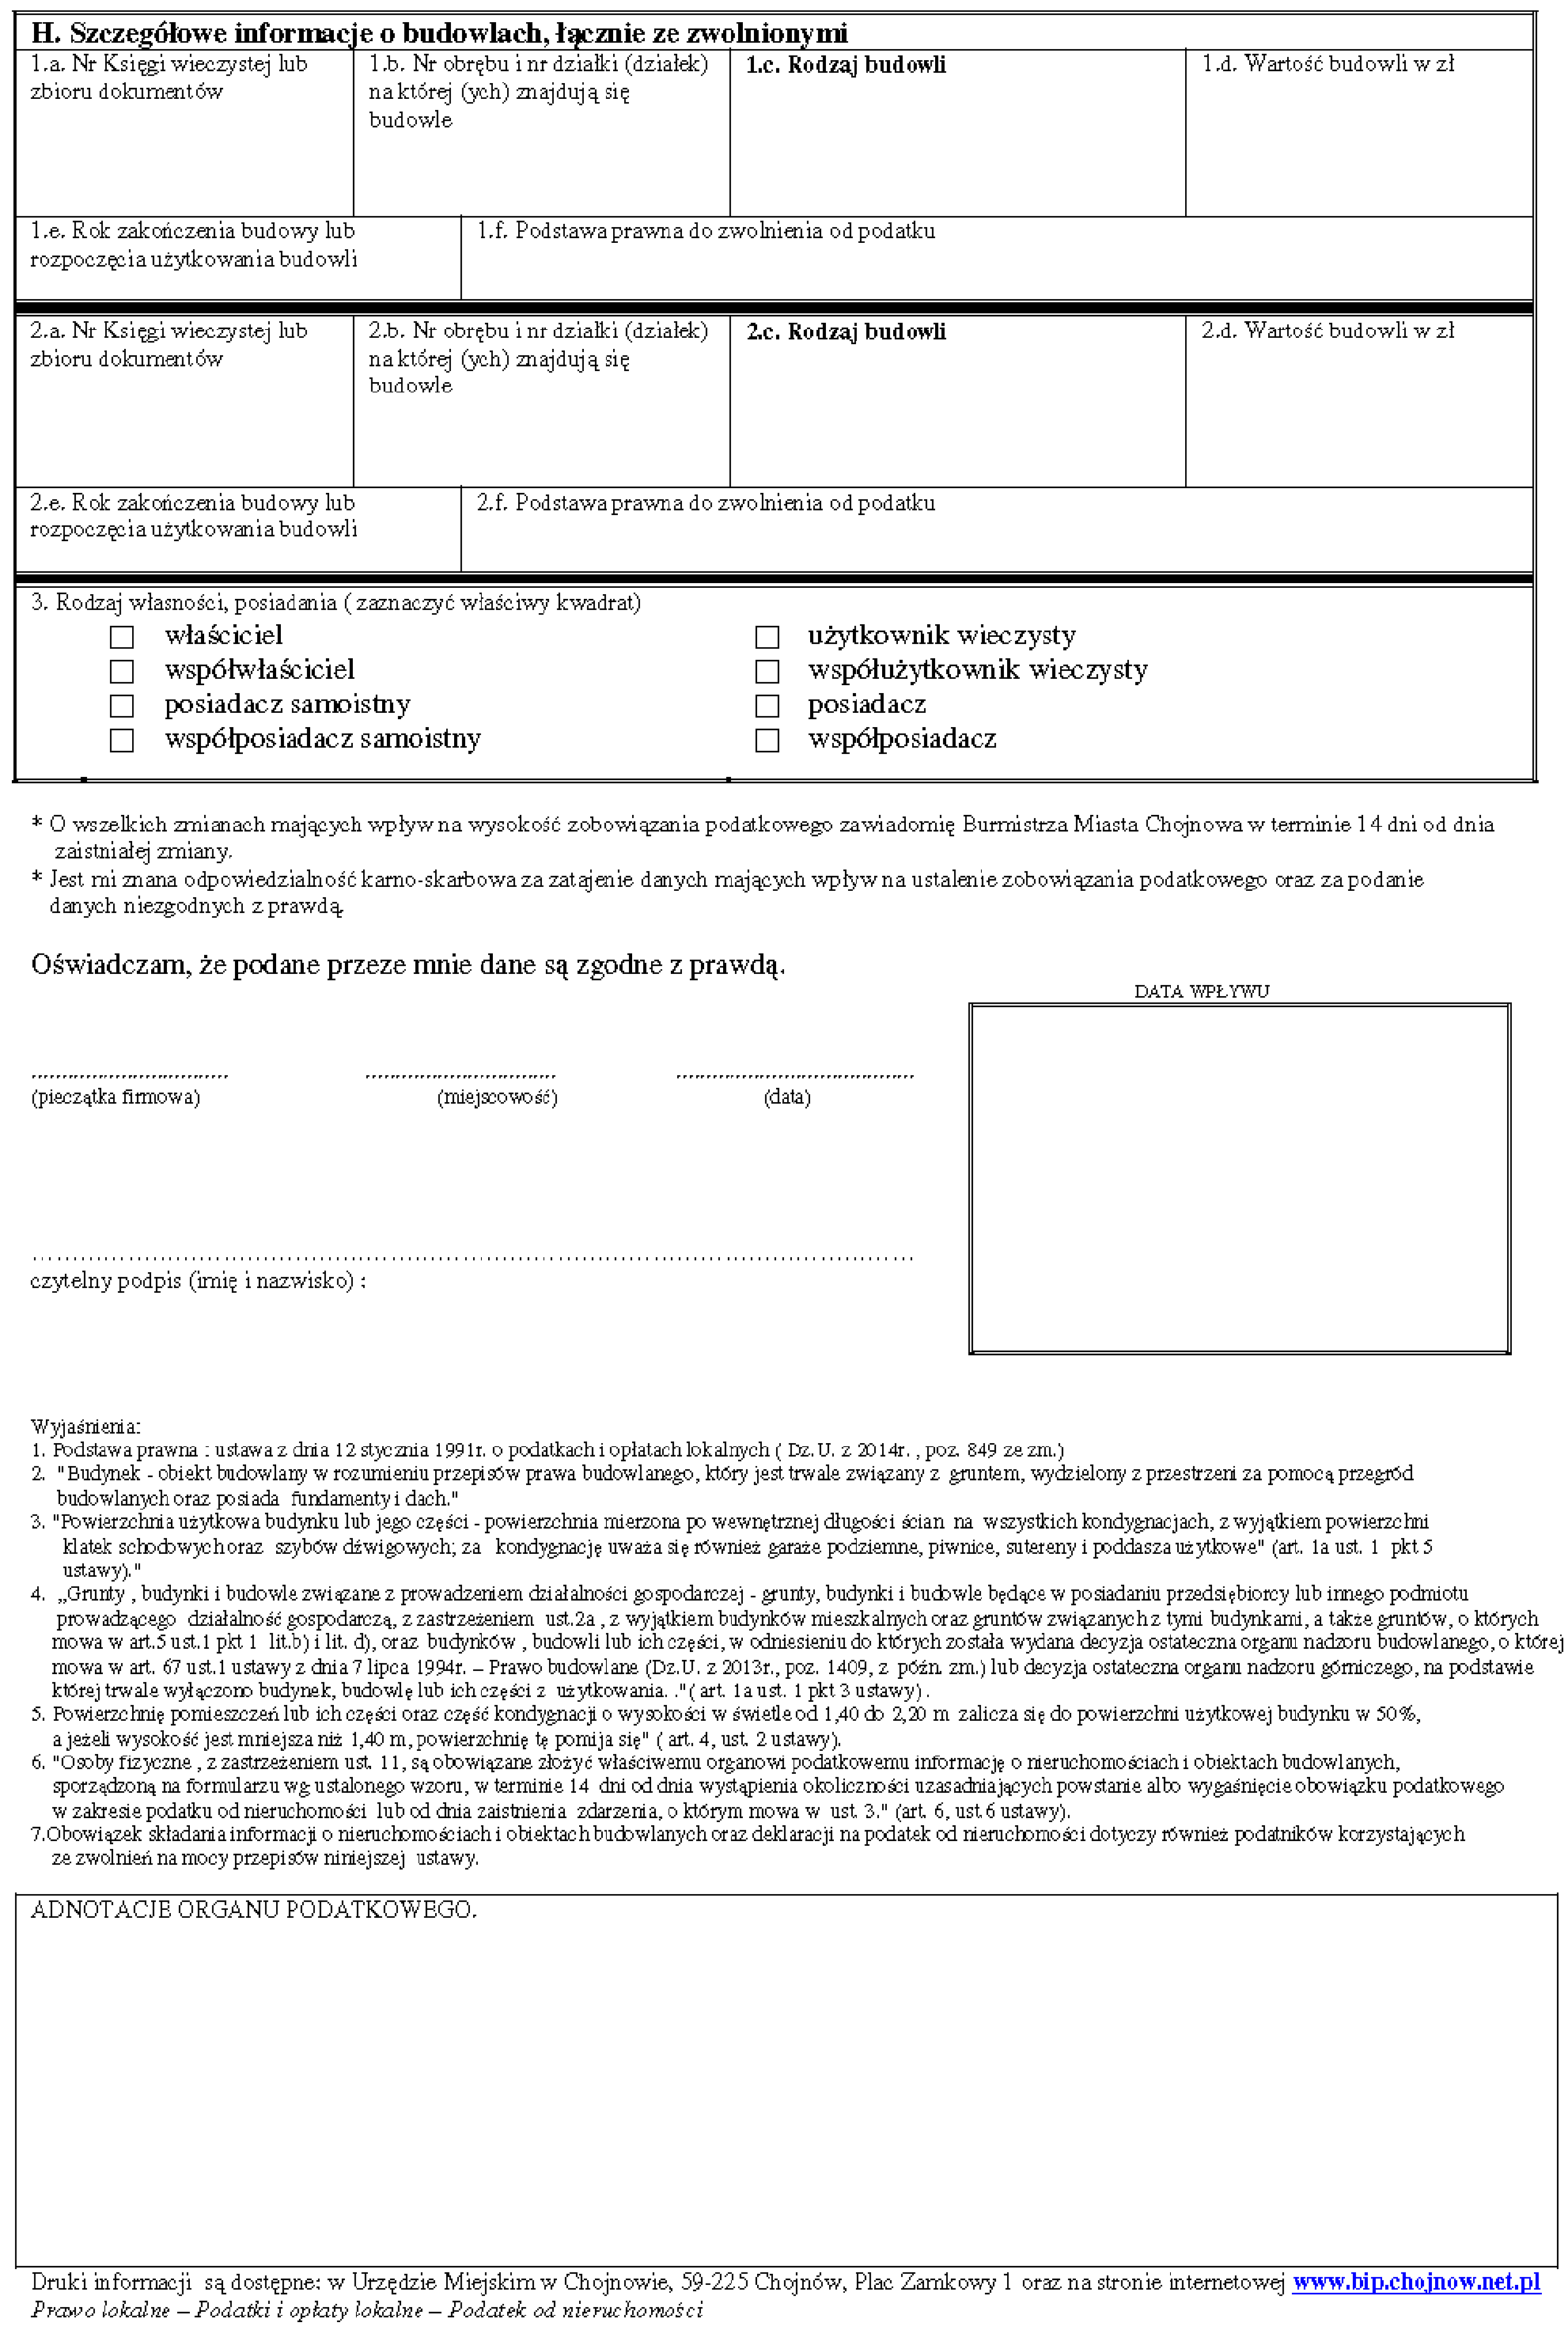 H. Szczegółowe informacje o budowlach, łącznie ze zwolnionymi
1.a. Nr Księgi wieczystej lub
zbioru dokumentów
1.b. Nr obrębu i nr działki (działek)
na której (ych) znajdują się
budowle
1.c. Rodzaj budowli
1.d. Wartość budowli w zł
1.e. Rok zakończenia budowy lub
rozpoczęcia użytkowania budowli
1.f. Podstawa prawna do zwolnienia od podatku
2.a. Nr Księgi wieczystej lub
zbioru dokumentów
2.b. Nr obrębu i nr działki (działek)
na której (ych) znajdują się
budowle
2.c. Rodzaj budowli
2.d. Wartość budowli w zł
2.e. Rok zakończenia budowy lub
rozpoczęcia użytkowania budowli
2.f. Podstawa prawna do zwolnienia od podatku
3. Rodzaj własności, posiadania ( zaznaczyć właściwy kwadrat)
właściciel
współwłaściciel
posiadacz samoistny
współposiadacz samoistny
użytkownik wieczysty
współużytkownik wieczysty
posiadacz
współposiadacz
* O wszelkich zmianach mających wpływ na wysokość zobowiązania podatkowego zawiadomię Burmistrza Miasta Chojnowa w terminie 14 dni od dnia
zaistniałej zmiany.
* Jest mi znana odpowiedzialność karno-skarbowa za zatajenie danych mających wpływ na ustalenie zobowiązania podatkowego oraz za podanie
danych niezgodnych z prawdą.
Oświadczam, że podane przeze mnie dane są zgodne z prawdą.
DATA WPŁYWU
(pieczątka firmowa) (miejscowość) (data)
czytelny podpis (imię i nazwisko) :
Wyjaśnienia:
1. Podstawa prawna : ustawa z dnia 12 stycznia 1991r. o podatkach i opłatach lokalnych ( Dz.U. z 2014r. , poz. 849 ze zm.)
2. "Budynek - obiekt budowlany w rozumieniu przepisów prawa budowlanego, który jest trwale związany z gruntem, wydzielony z przestrzeni za pomocą przegród
budowlanych oraz posiada fundamenty i dach."
3. "Powierzchnia użytkowa budynku lub jego części - powierzchnia mierzona po wewnętrznej długości ścian na wszystkich kondygnacjach, z wyjątkiem powierzchni
klatek schodowych oraz szybów dźwigowych; za kondygnację uważa się również garaże podziemne, piwnice, sutereny i poddasza użytkowe" (art. 1a ust. 1 pkt 5
ustawy)."
4. „Grunty , budynki i budowle związane z prowadzeniem działalności gospodarczej - grunty, budynki i budowle będące w posiadaniu przedsiębiorcy lub innego podmiotu
prowadzącego działalność gospodarczą, z zastrzeżeniem ust.2a , z wyjątkiem budynków mieszkalnych oraz gruntów związanych z tymi budynkami, a także gruntów, o których
mowa w art.5 ust.1 pkt 1 lit.b) i lit. d), oraz budynków , budowli lub ich części, w odniesieniu do których została wydana decyzja ostateczna organu nadzoru budowlanego, o której
mowa w art. 67 ust.1 ustawy z dnia 7 lipca 1994r. – Prawo budowlane (Dz.U. z 2013r., poz. 1409, z późn. zm.) lub decyzja ostateczna organu nadzoru górniczego, na podstawie
której trwale wyłączono budynek, budowlę lub ich części z użytkowania. ."( art. 1a ust. 1 pkt 3 ustawy) .
5. Powierzchnię pomieszczeń lub ich części oraz część kondygnacji o wysokości w świetle od 1,40 do 2,20 m zalicza się do powierzchni użytkowej budynku w 50%,
a jeżeli wysokość jest mniejsza niż 1,40 m, powierzchnię tę pomija się" ( art. 4, ust. 2 ustawy).
6. "Osoby fizyczne , z zastrzeżeniem ust. 11, są obowiązane złożyć właściwemu organowi podatkowemu informację o nieruchomościach i obiektach budowlanych,
sporządzoną na formularzu wg ustalonego wzoru, w terminie 14 dni od dnia wystąpienia okoliczności uzasadniających powstanie albo wygaśnięcie obowiązku podatkowego
w zakresie podatku od nieruchomości lub od dnia zaistnienia zdarzenia, o którym mowa w ust. 3." (art. 6, ust.6 ustawy).
7.Obowiązek składania informacji o nieruchomościach i obiektach budowlanych oraz deklaracji na podatek od nieruchomości dotyczy również podatników korzystających
ze zwolnień na mocy przepisów niniejszej ustawy.
ADNOTACJE ORGANU PODATKOWEGO.
Druki informacji są dostępne: w Urzędzie Miejskim w Chojnowie, 59-225 Chojnów, Plac Zamkowy 1 oraz na stronie internetowej www.bip.chojnow.net.pl
Prawo lokalne – Podatki i opłaty lokalne – Podatek od nieruchomości